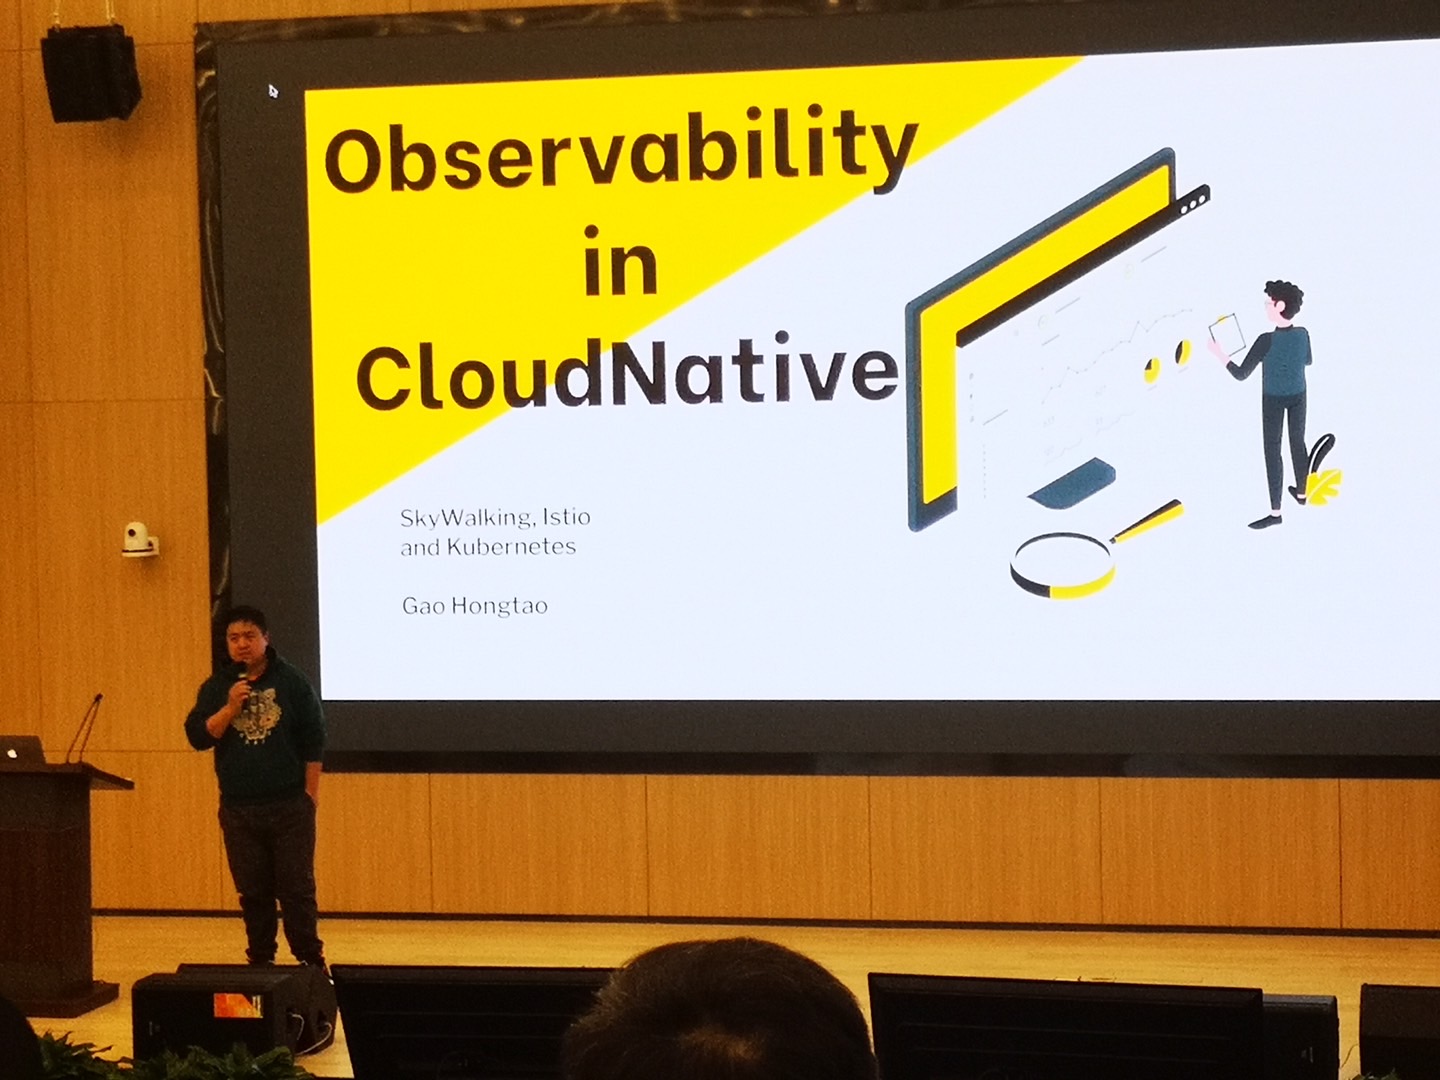 Observability
in
CloudNative
SkyWalking, Istio
and Kubernetes
Gao Hongtao